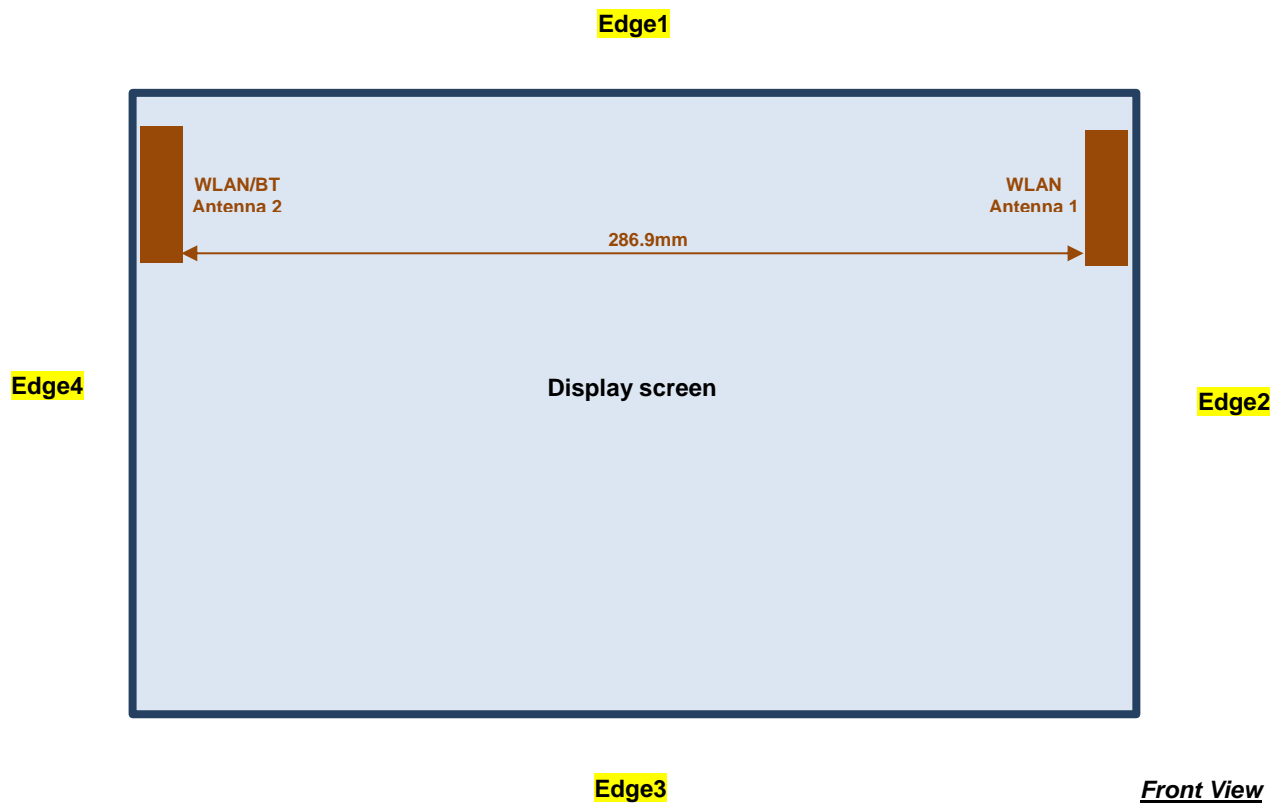 Edge1
WLAN/BT
Antenna 2
WLAN
Antenna 1
286.9mm
Edge4
Display screen
Edge2
Edge3
Front View